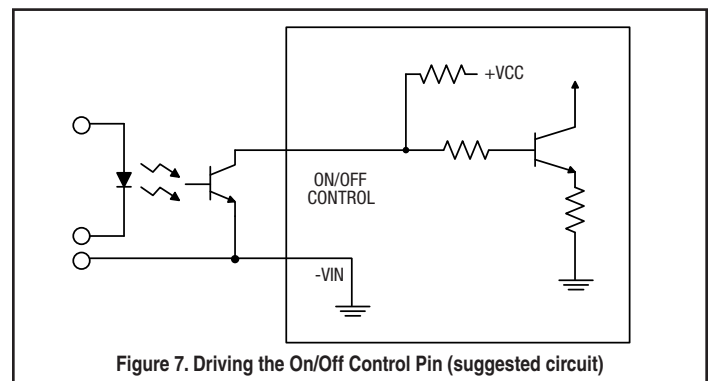 +VCC
ON/OFF
CONTROL
-VIN
Figure 7. Driving the On/Off Control Pin (suggested circuit)